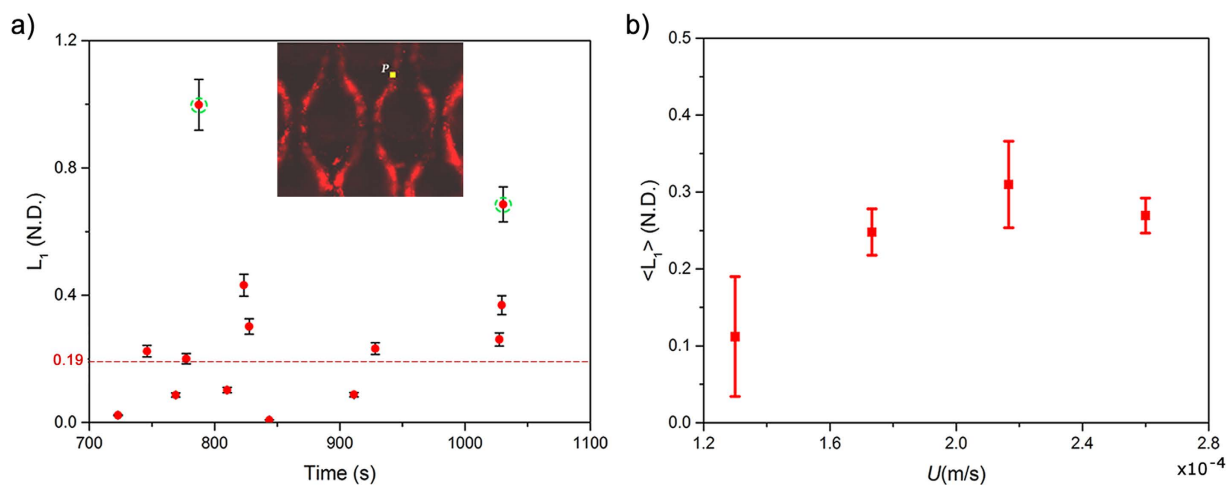 a)
1.2
0.8
0.4
0.19
0.0
L₁ (N.D.)
P
700 800 900 1000 1100
Time (s)
b)
0.5
0.4
0.3
0.2
0.1
0.0
<L₁> (N.D.)
1.2 1.6 2.0 2.4 2.8
×10⁻⁴
U(m/s)